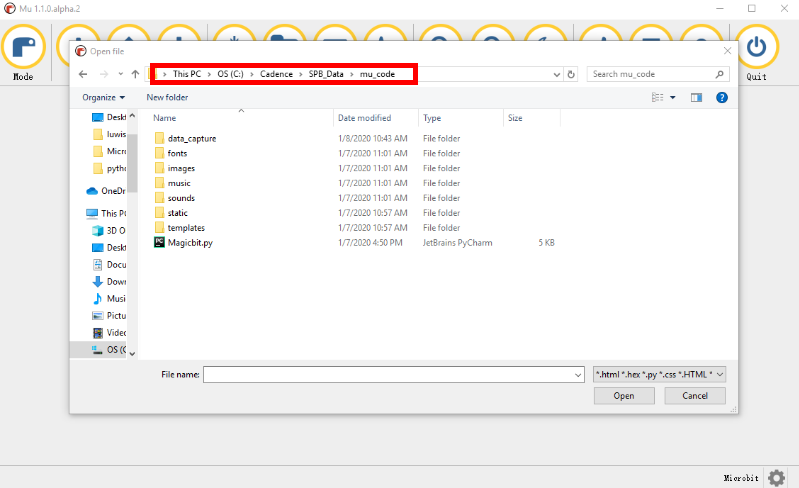 Mu 1.1.0.alpha.2
Open file
This PC > OS (C:) > Cadence > SPB_Data > mu_code
Search mu_code
Mode
Quit
Organize
New folder
Name
Date modified
Type
Size
Deskt
luwis
Micro
pytho
OneDr
This PC
3D O
Deskt
Docu
Down
Music
Pictu
Video
OS (C
data_capture 1/8/2020 10:43 AM File folder
fonts 1/7/2020 11:01 AM File folder
images 1/7/2020 11:01 AM File folder
music 1/7/2020 11:01 AM File folder
sounds 1/7/2020 11:01 AM File folder
static 1/7/2020 10:57 AM File folder
templates 1/7/2020 10:57 AM File folder
Magicbit.py 1/7/2020 4:50 PM JetBrains PyCharm 5 KB
File name:
*.html *.hex *.py *.css *.HTML *
Open
Cancel
Microbit